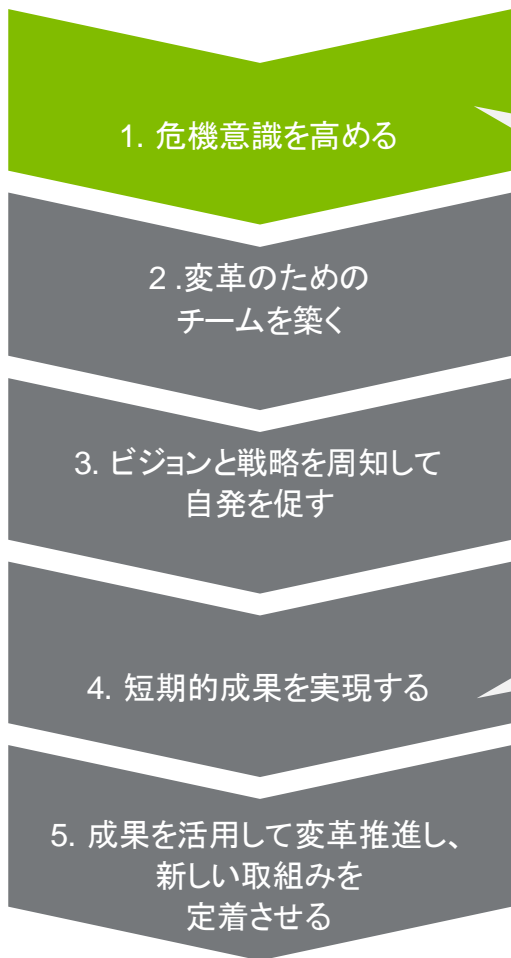 1. 危機意識を高める
2 .変革のための
チームを築く
3. ビジョンと戦略を周知して
自発を促す
4. 短期的成果を実現する
5. 成果を活用して変革推進し、
新しい取組みを
定着させる